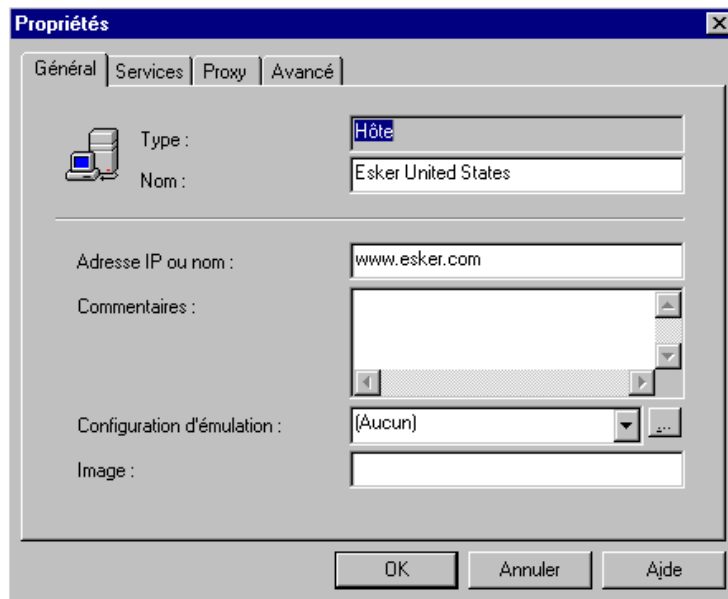 Propriétés
Général Services Proxy Avancé
Type : Hôte
Nom : Esker United States
Adresse IP ou nom : www.esker.com
Commentaires :
Configuration d'émulation : (Aucun) ...
Image :
OK Annuler Aide